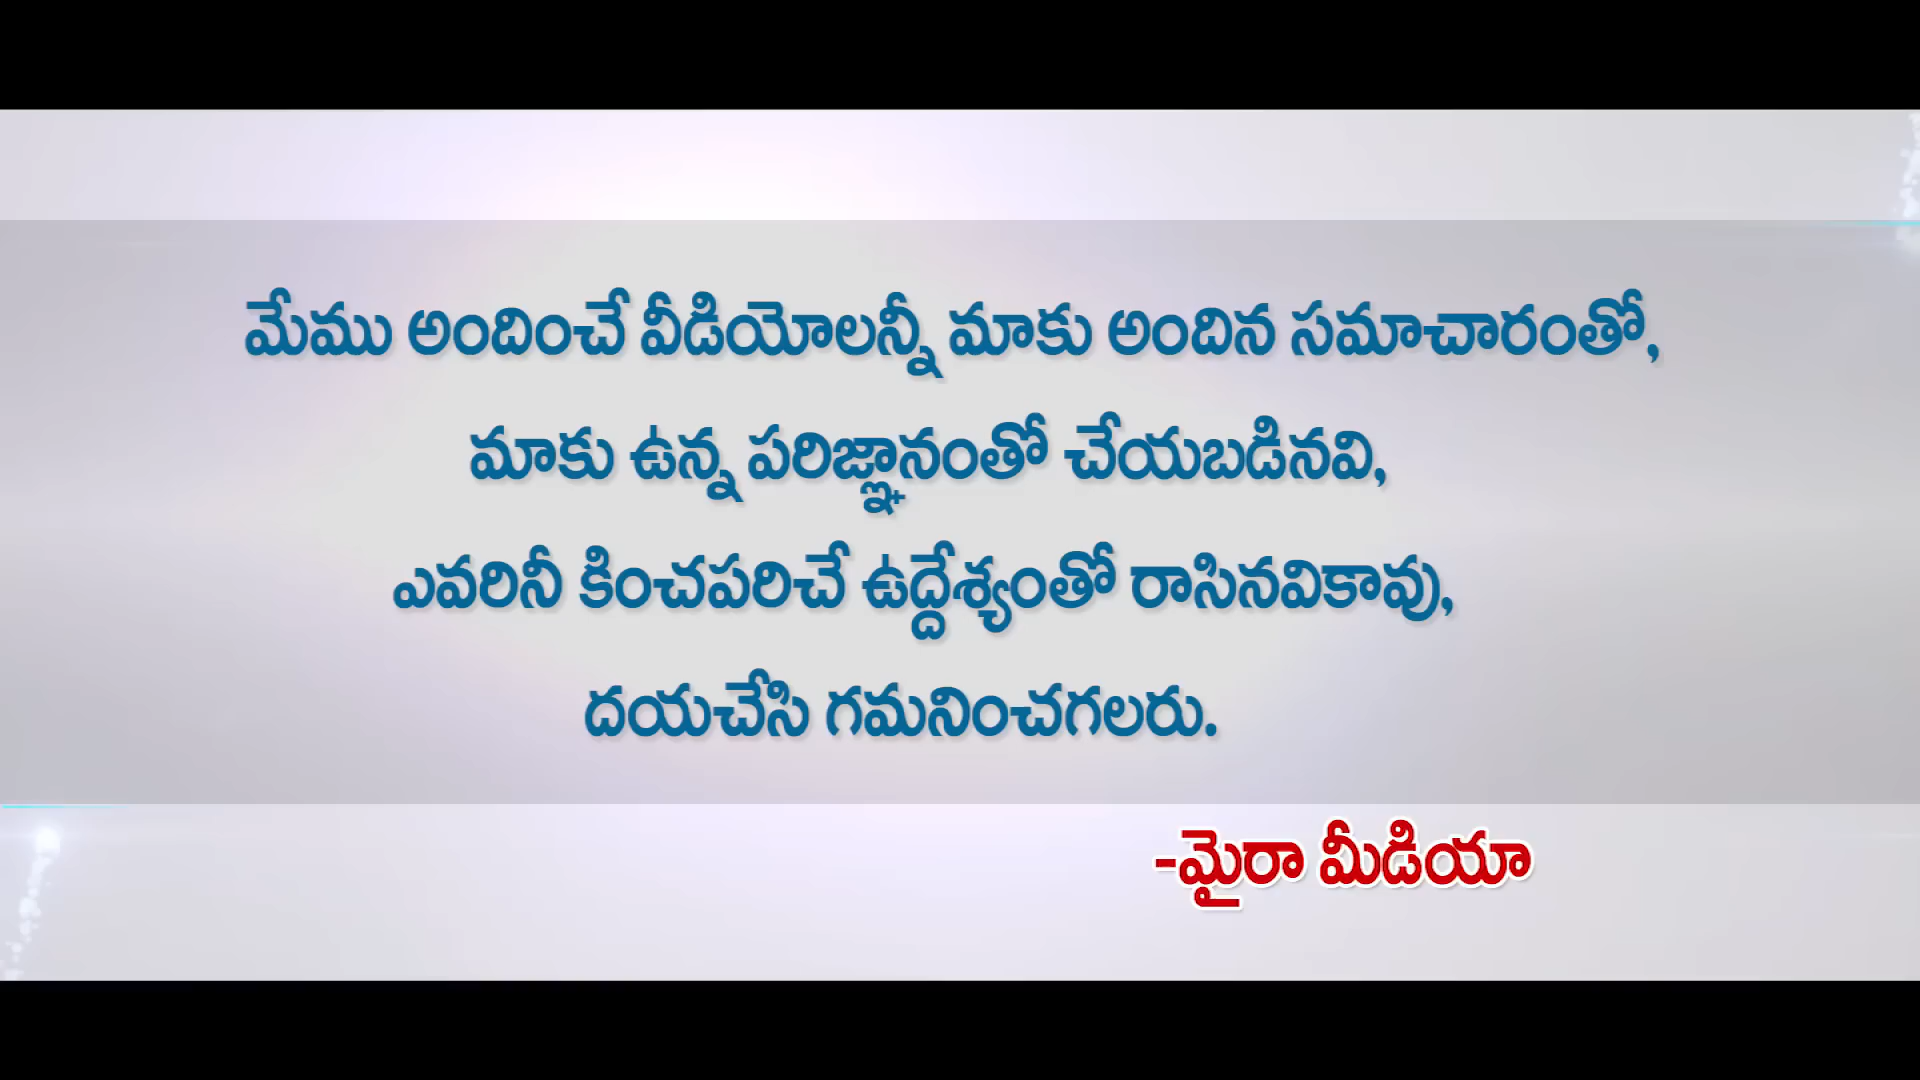 మేము అందించే వీడియోలన్నీ మాకు అందిన సమాచారంతో,
మాకు ఉన్న పరిజ్ఞానంతో చేయబడినవి,
ఎవరినీ కించపరిచే ఉద్దేశ్యంతో రాసినవికావు,
దయచేసి గమనించగలరు.
-మైరా మీడియా